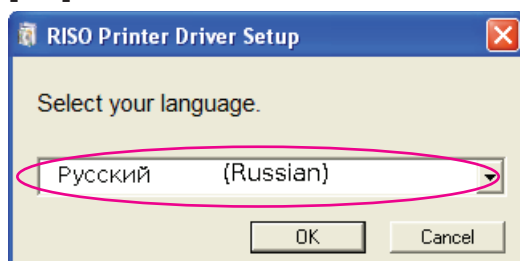 RISO Printer Driver Setup
Select your language.
Русский (Russian)
OK Cancel